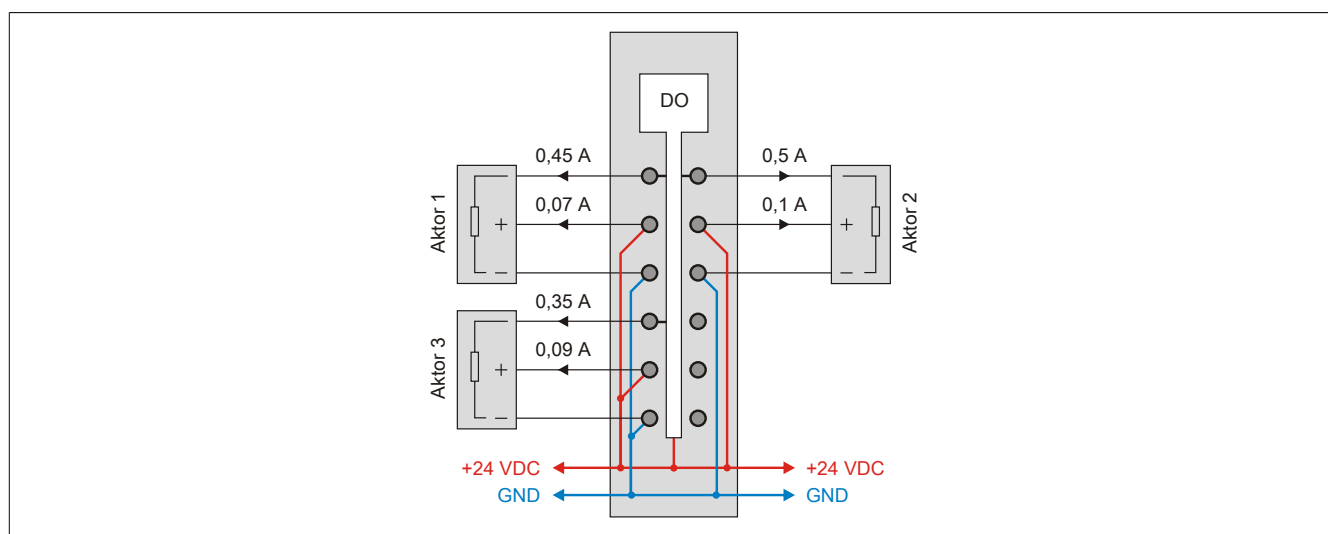 DO
0,45 A
0,5 A
0,07 A
0,1 A
Aktor 1
+
Aktor 2
+
0,35 A
0,09 A
Aktor 3
+
+24 VDC
+24 VDC
GND
GND